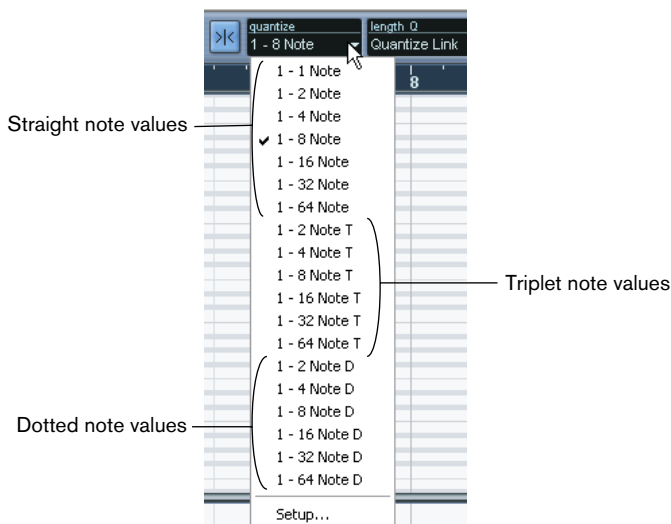 quantize
length Q
1 - 8 Note
Quantize Link
8
1 - 1 Note
1 - 2 Note
1 - 4 Note
Straight note values
1 - 8 Note
1 - 16 Note
1 - 32 Note
1 - 64 Note
1 - 2 Note T
1 - 4 Note T
1 - 8 Note T
Triplet note values
1 - 16 Note T
1 - 32 Note T
1 - 64 Note T
1 - 2 Note D
1 - 4 Note D
1 - 8 Note D
Dotted note values
1 - 16 Note D
1 - 32 Note D
1 - 64 Note D
Setup...